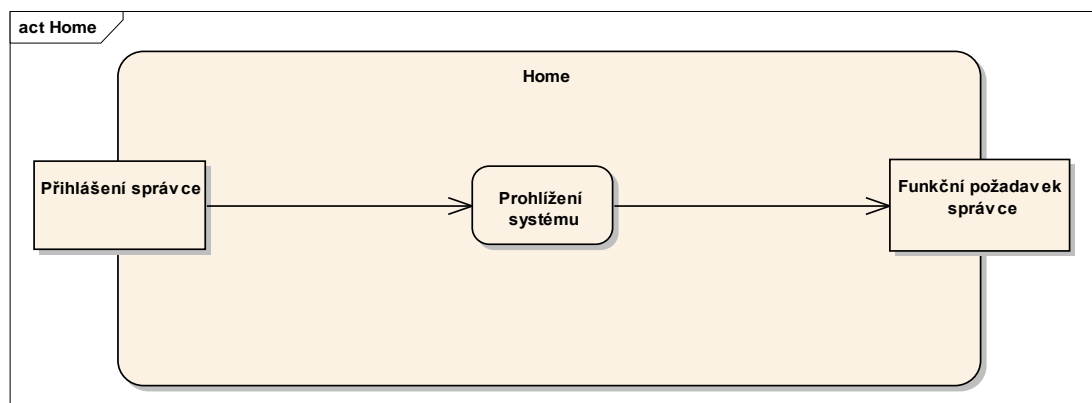 act Home
Home
Přihlášení správce
Prohlížení
systému
Funkční požadavek
správce